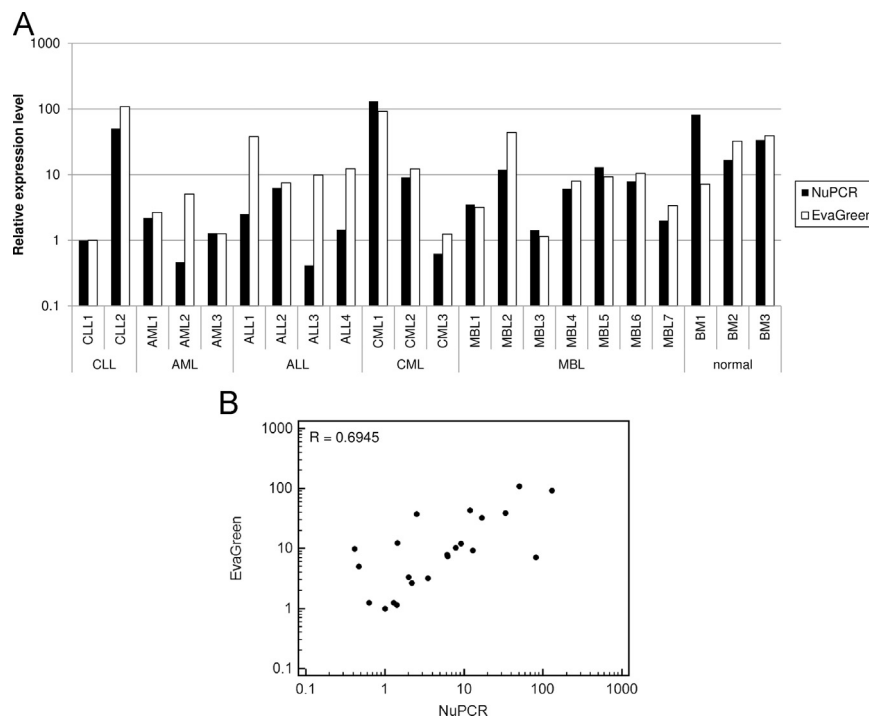 A
1000
100
10
1
0.1
Relative expression level
NuPCR
EvaGreen
CLL1
CLL2
AML1
AML2
AML3
ALL1
ALL2
ALL3
ALL4
CML1
CML2
CML3
MBL1
MBL2
MBL3
MBL4
MBL5
MBL6
MBL7
BM1
BM2
BM3
CLL
AML
ALL
CML
MBL
normal
B
R = 0.6945
1000
100
10
1
0.1
EvaGreen
0.1
1
10
100
1000
NuPCR